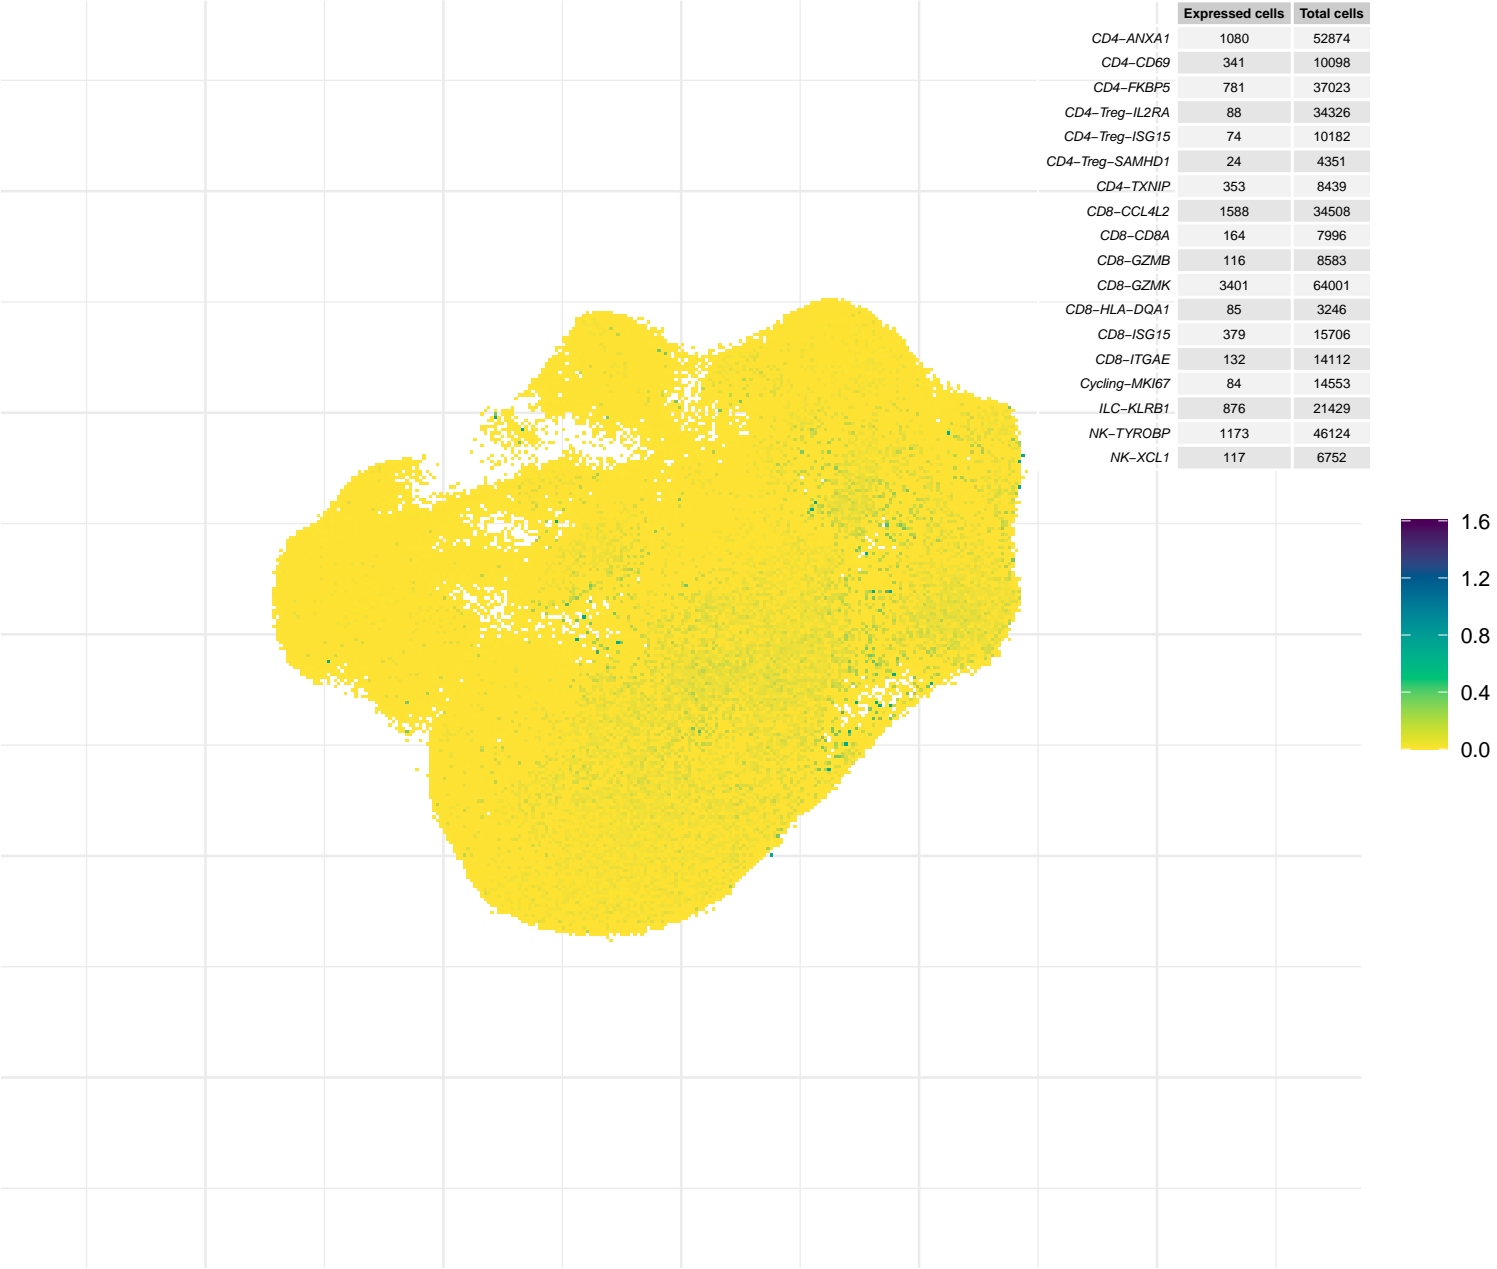 Expressed cells Total cells
CD4−ANXA1 1080 52874
CD4−CD69 341 10098
CD4−FKBP5 781 37023
CD4−Treg−IL2RA 88 34326
CD4−Treg−ISG15 74 10182
CD4−Treg−SAMHD1 24 4351
CD4−TXNIP 353 8439
CD8−CCL4L2 1588 34508
CD8−CD8A 164 7996
CD8−GZMB 116 8583
CD8−GZMK 3401 64001
CD8−HLA−DQA1 85 3246
CD8−ISG15 379 15706
CD8−ITGAE 132 14112
Cycling−MKI67 84 14553
ILC−KLRB1 876 21429
NK−TYROBP 1173 46124
NK−XCL1 117 6752
1.6
1.2
0.8
0.4
0.0